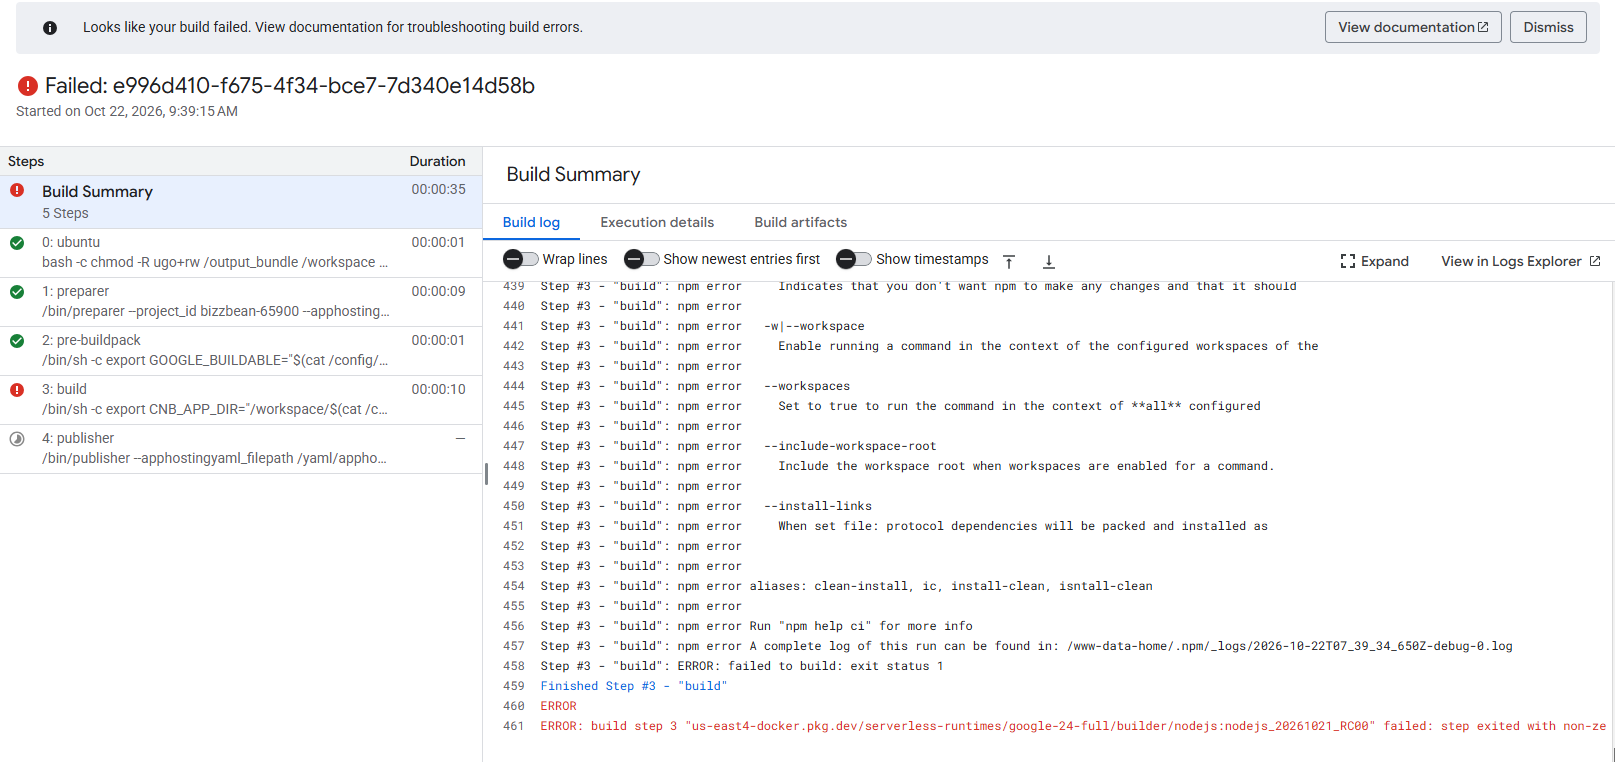 Looks like your build failed. View documentation for troubleshooting build errors.
View documentation
Dismiss
Failed: e996d410-f675-4f34-bce7-7d340e14d58b
Started on Oct 22, 2026, 9:39:15 AM
Steps
Duration
Build Summary
00:00:35
5 Steps
0: ubuntu
00:00:01
bash -c chmod -R ugo+rw /output_bundle /workspace ...
1: preparer
00:00:09
/bin/preparer --project_id bizzbean-65900 --apphosting...
2: pre-buildpack
00:00:01
/bin/sh -c export GOOGLE_BUILDABLE="$(cat /config/...
3: build
00:00:10
/bin/sh -c export CNB_APP_DIR="/workspace/$(cat /c...
4: publisher
—
/bin/publisher --apphostingyaml_filepath /yaml/appho...
Build Summary
Build log
Execution details
Build artifacts
Wrap lines
Show newest entries first
Show timestamps
Expand
View in Logs Explorer
439 Step #3 - "build": npm error     Indicates that you don't want npm to make any changes and that it should
440 Step #3 - "build": npm error
441 Step #3 - "build": npm error   -w|--workspace
442 Step #3 - "build": npm error     Enable running a command in the context of the configured workspaces of the
443 Step #3 - "build": npm error
444 Step #3 - "build": npm error   --workspaces
445 Step #3 - "build": npm error     Set to true to run the command in the context of **all** configured
446 Step #3 - "build": npm error
447 Step #3 - "build": npm error   --include-workspace-root
448 Step #3 - "build": npm error     Include the workspace root when workspaces are enabled for a command.
449 Step #3 - "build": npm error
450 Step #3 - "build": npm error   --install-links
451 Step #3 - "build": npm error     When set file: protocol dependencies will be packed and installed as
452 Step #3 - "build": npm error
453 Step #3 - "build": npm error
454 Step #3 - "build": npm error aliases: clean-install, ic, install-clean, isntall-clean
455 Step #3 - "build": npm error
456 Step #3 - "build": npm error Run "npm help ci" for more info
457 Step #3 - "build": npm error A complete log of this run can be found in: /www-data-home/.npm/_logs/2026-10-22T07_39_34_650Z-debug-0.log
458 Step #3 - "build": ERROR: failed to build: exit status 1
459 Finished Step #3 - "build"
460 ERROR
461 ERROR: build step 3 "us-east4-docker.pkg.dev/serverless-runtimes/google-24-full/builder/nodejs:nodejs_20261021_RC00" failed: step exited with non-ze